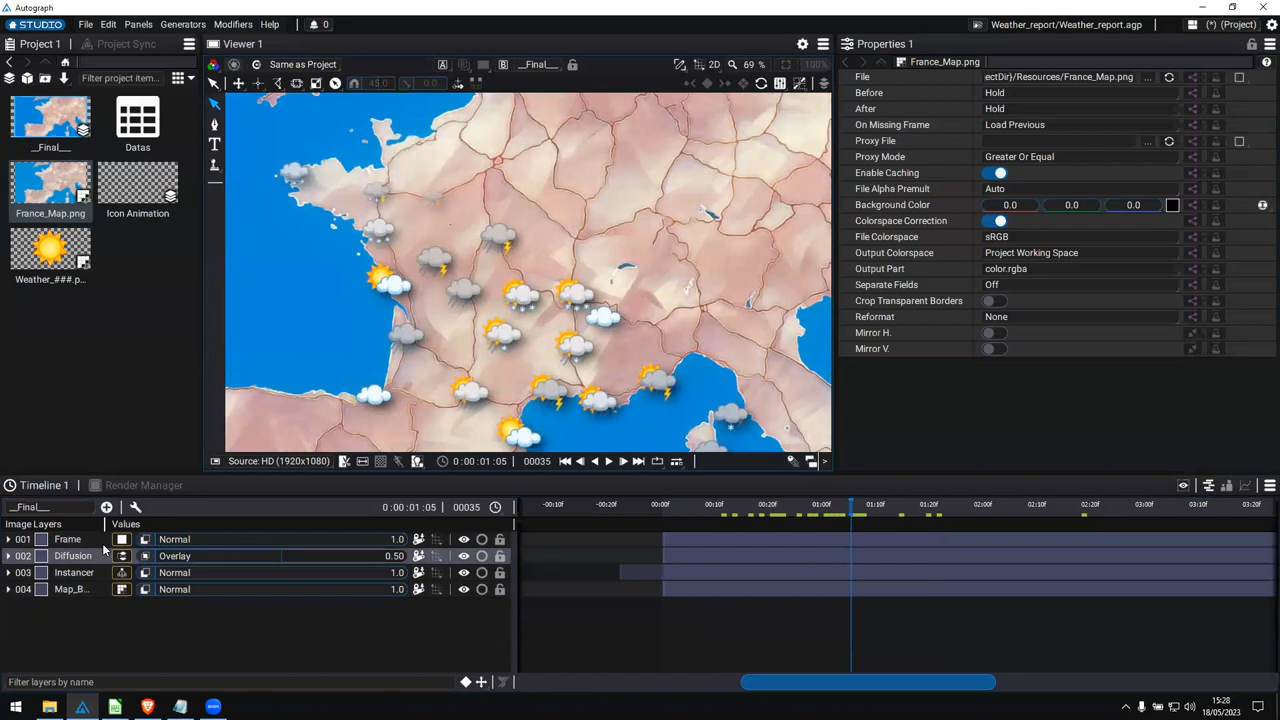 Autograph
STUDIO File Edit Panels Generators Modifiers Help 0 Weather_report/Weather_report.agp (*) (Project)
Project 1 Project Sync Viewer 1 Properties 1
Filter project item... Same as Project A B __Final__ 2D 69 % 100% France_Map.png
45.0 0.0
__Final__ Datas
France_Map.png Icon Animation
Weather_###.p...
File ectDir}/Resources/France_Map.png ...
Before Hold
After Hold
On Missing Frame Load Previous
Proxy File ...
Proxy Mode Greater Or Equal
Enable Caching
File Alpha Premult Auto
Background Color 0.0 0.0 0.0
Colorspace Correction
File Colorspace sRGB
Output Colorspace Project Working Space
Output Part color.rgba
Separate Fields Off
Crop Transparent Borders
Reformat None
Mirror H.
Mirror V.
Source: HD (1920x1080) 0:00:01:05 00035
Timeline 1 Render Manager
__Final__ 0:00:01:05 00035 -00:10f -00:20f 00:00f 00:10f 00:20f 01:00f 01:10f 01:20f 02:00f 02:10f 02:20f 03:00f 03:10f 03:20f
Image Layers Values
001 Frame Normal 1.0
002 Diffusion Overlay 0.50
003 Instancer Normal 1.0
004 Map_B... Normal 1.0
Filter layers by name
15:28
18/05/2023